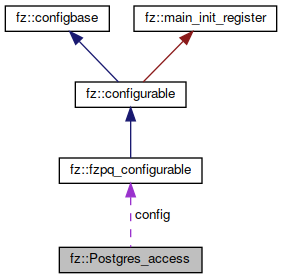 fz::configbase
fz::main_init_register
fz::configurable
fz::fzpq_configurable
config
fz::Postgres_access